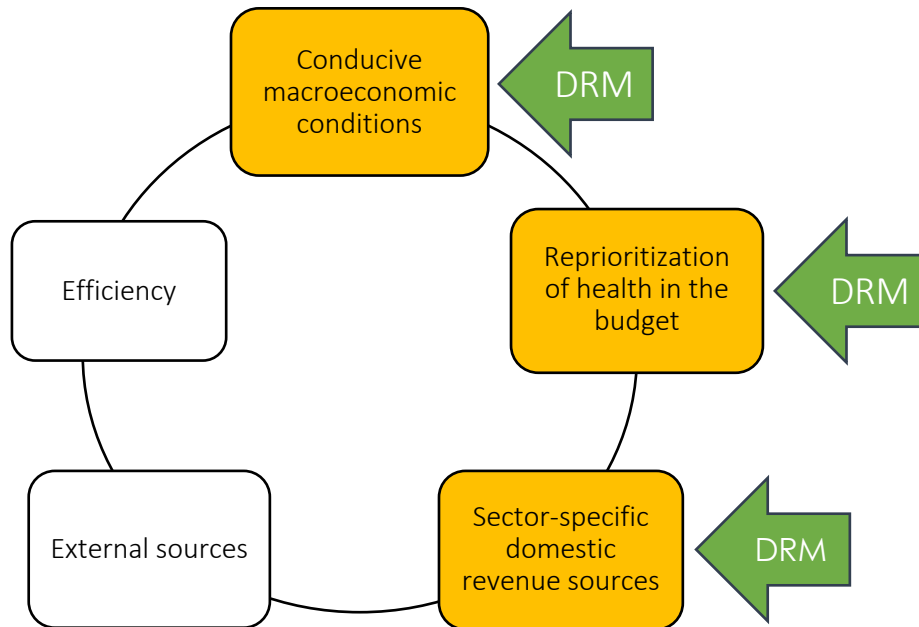 Conducive
macroeconomic
conditions
DRM
Reprioritization
of health in the
budget
DRM
Efficiency
External sources
Sector-specific
domestic
revenue sources
DRM